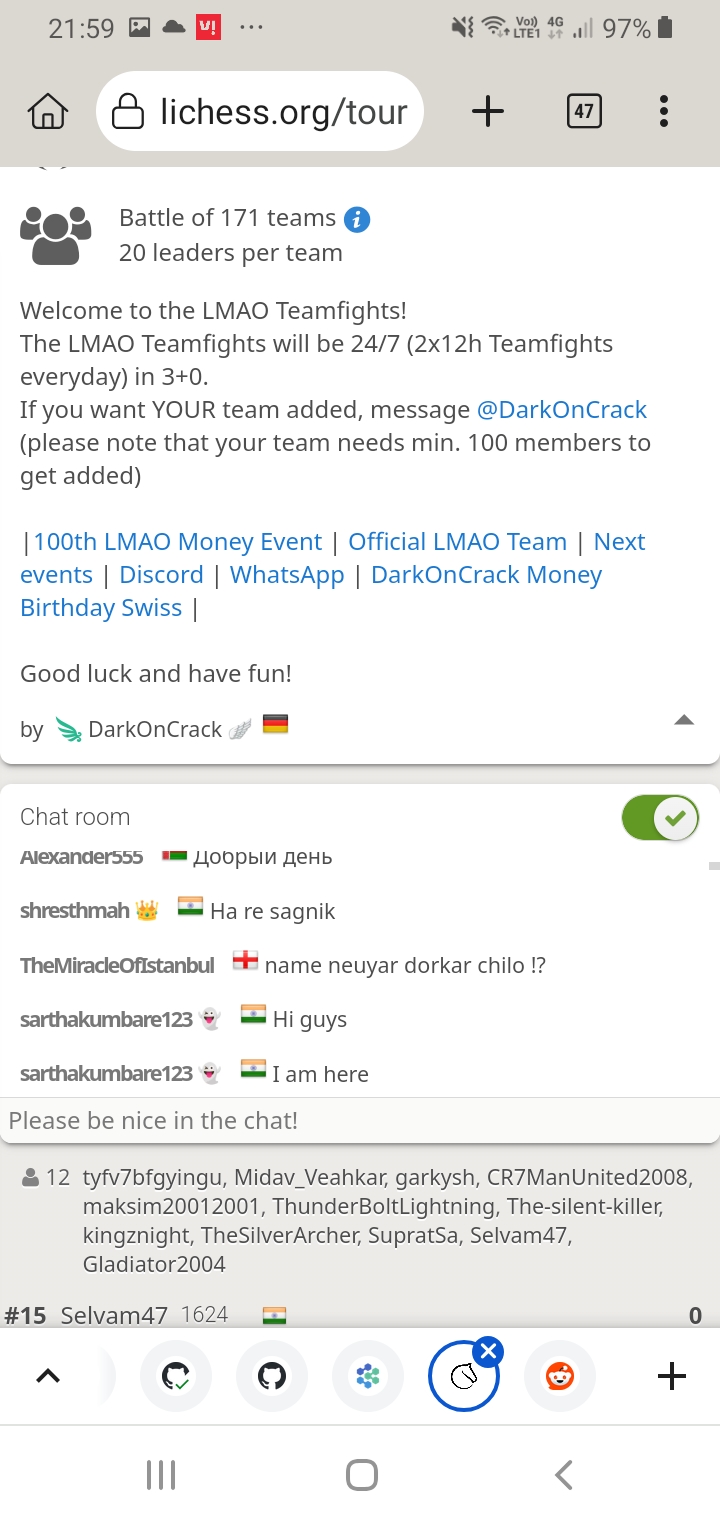 21:59
V!
Vo)) 4G
LTE1
97%
lichess.org/tour
47
Battle of 171 teams i
20 leaders per team
Welcome to the LMAO Teamfights!
The LMAO Teamfights will be 24/7 (2x12h Teamfights
everyday) in 3+0.
If you want YOUR team added, message @DarkOnCrack
(please note that your team needs min. 100 members to
get added)
|100th LMAO Money Event | Official LMAO Team | Next
events | Discord | WhatsApp | DarkOnCrack Money
Birthday Swiss |
Good luck and have fun!
by DarkOnCrack
Chat room
Alexander555 Добрый день
shresthmah Ha re sagnik
TheMiracleOfIstanbul name neuyar dorkar chilo !?
sarthakumbare123 Hi guys
sarthakumbare123 I am here
Please be nice in the chat!
12 tyfv7bfgyingu, Midav_Veahkar, garkysh, CR7ManUnited2008,
maksim20012001, ThunderBoltLightning, The-silent-killer,
kingznight, TheSilverArcher, SupratSa, Selvam47,
Gladiator2004
#15 Selvam47 1624 0